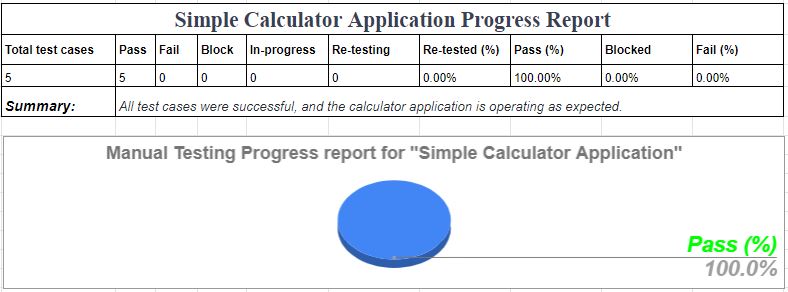 Simple Calculator Application Progress Report
Total test cases Pass Fail Block In-progress Re-testing Re-tested (%) Pass (%) Blocked Fail (%)
5 5 0 0 0 0 0.00% 100.00% 0.00% 0.00%
Summary: All test cases were successful, and the calculator application is operating as expected.
Manual Testing Progress report for "Simple Calculator Application"
Pass (%)
100.0%